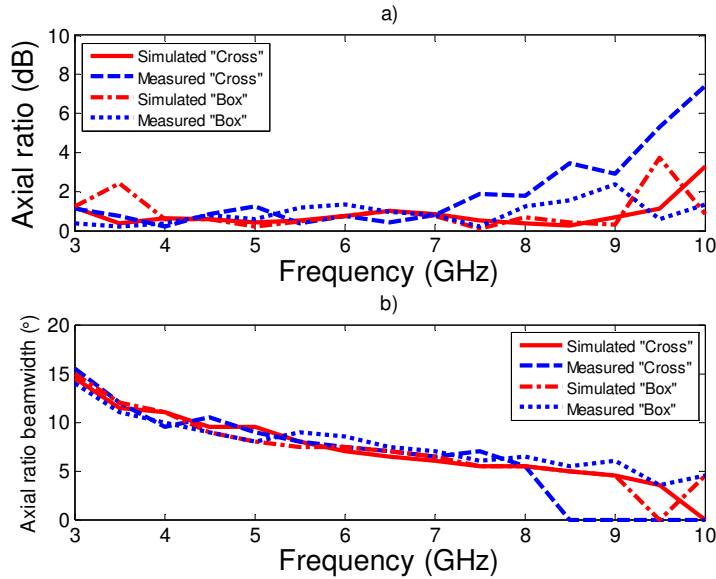 a)
Axial ratio (dB)
10
8
6
4
2
0
Simulated "Cross"
Measured "Cross"
Simulated "Box"
Measured "Box"
3 4 5 6 7 8 9 10
Frequency (GHz)
b)
Axial ratio beamwidth (°)
20
15
10
5
0
Simulated "Cross"
Measured "Cross"
Simulated "Box"
Measured "Box"
3 4 5 6 7 8 9 10
Frequency (GHz)